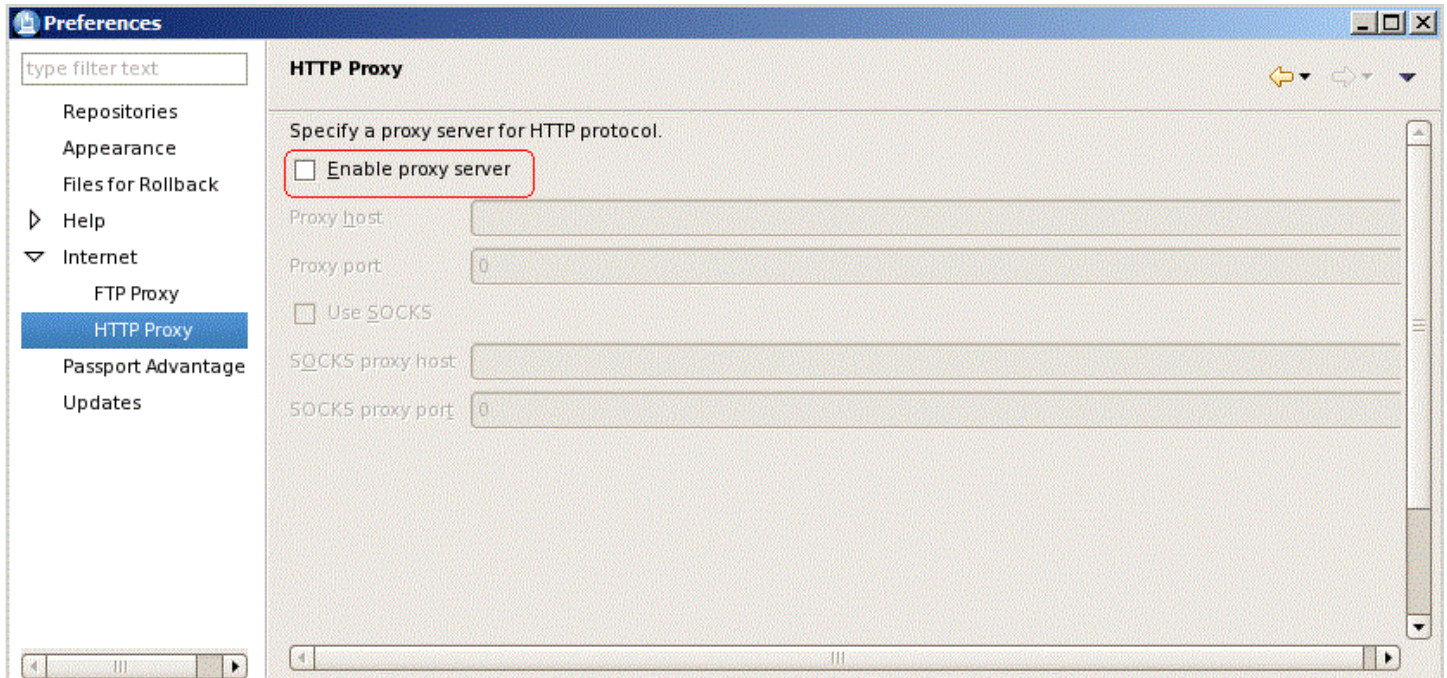 Preferences
type filter text
Repositories
Appearance
Files for Rollback
Help
Internet
FTP Proxy
HTTP Proxy
Passport Advantage
Updates
HTTP Proxy
Specify a proxy server for HTTP protocol.
Enable proxy server
Proxy host
Proxy port 0
Use SOCKS
SOCKS proxy host
SOCKS proxy port 0